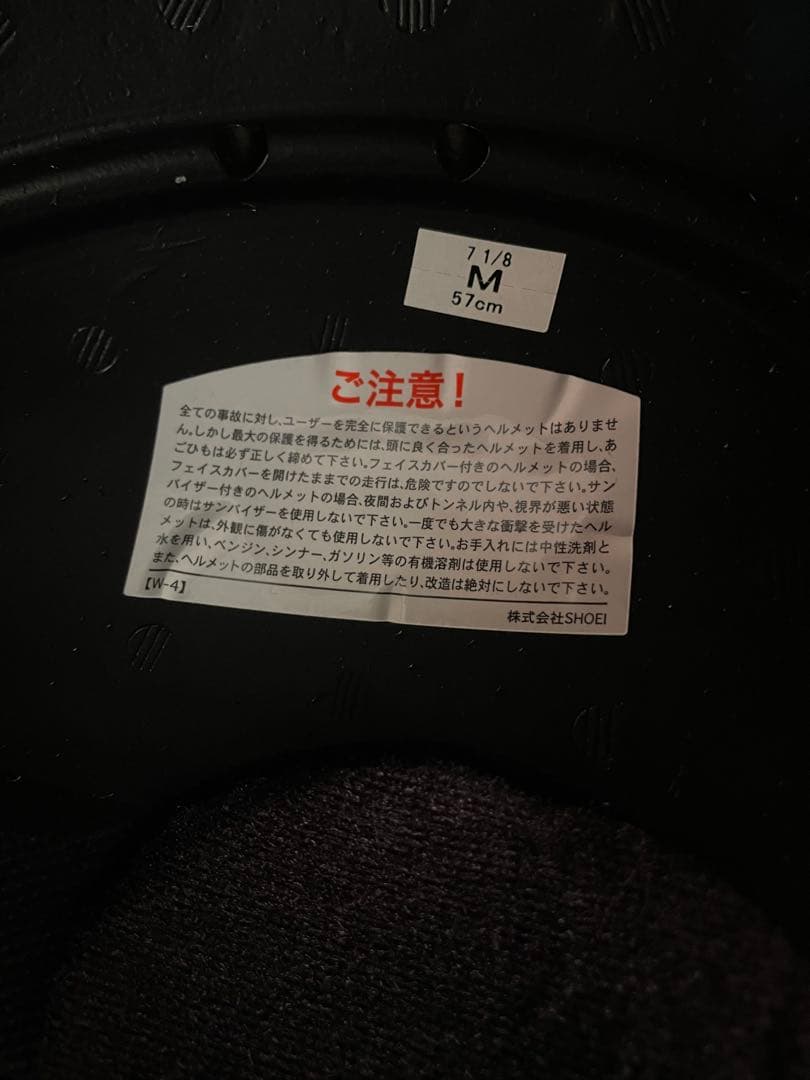 7 1/8
M
57cm
ご注意!
全ての事故に対し、ユーザーを完全に保護できるというヘルメットはありませ
ん。しかし最大の保護を得るためには、頭に良く合ったヘルメットを着用し、あ
ごひもは必ず正しく締めて下さい。フェイスカバー付きのヘルメットの場合、
フェイスカバーを開けたままでの走行は、危険ですのでしないで下さい。サン
バイザー付きのヘルメットの場合、夜間およびトンネル内や、視界が悪い状態
の時はサンバイザーを使用しないで下さい。一度でも大きな衝撃を受けたヘル
メットは、外観に傷がなくても使用しないで下さい。お手入れには中性洗剤と
水を用い、ベンジン、シンナー、ガソリン等の有機溶剤は使用しないで下さい。
また、ヘルメットの部品を取り外して着用したり、改造は絶対にしないで下さい。
【W-4】
株式会社SHOEI